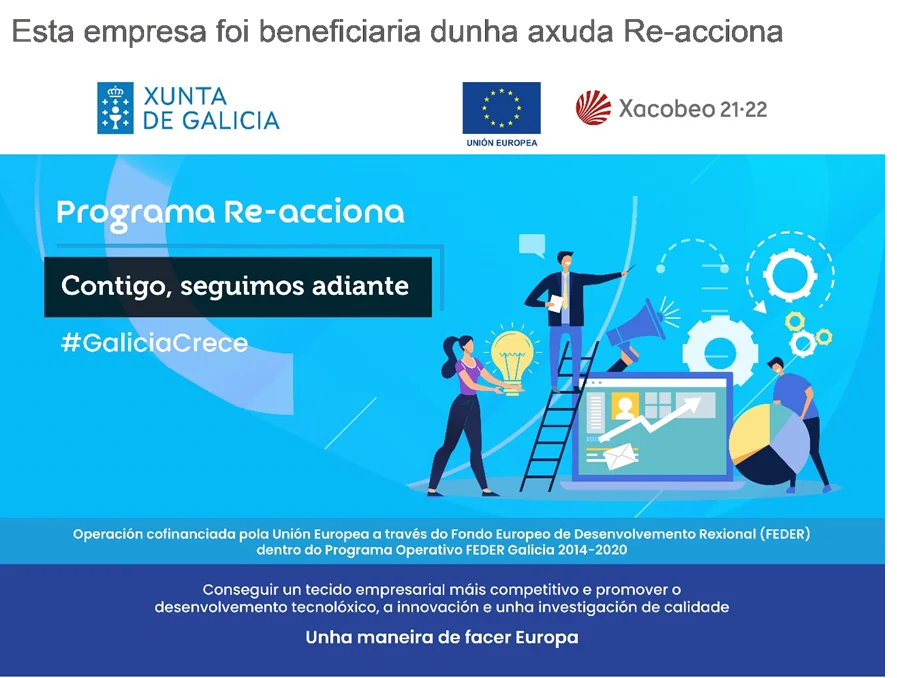 Esta empresa foi beneficiaria dunha axuda Re-acciona
XUNTA
DE GALICIA
UNIÓN EUROPEA
Xacobeo 21·22
Programa Re-acciona
Contigo, seguimos adiante
#GaliciaCrece
Operación cofinanciada pola Unión Europea a través do Fondo Europeo de Desenvolvemento Rexional (FEDER)
dentro do Programa Operativo FEDER Galicia 2014-2020
Conseguir un tecido empresarial máis competitivo e promover o
desenvolvemento tecnolóxico, a innovación e unha investigación de calidade
Unha maneira de facer Europa